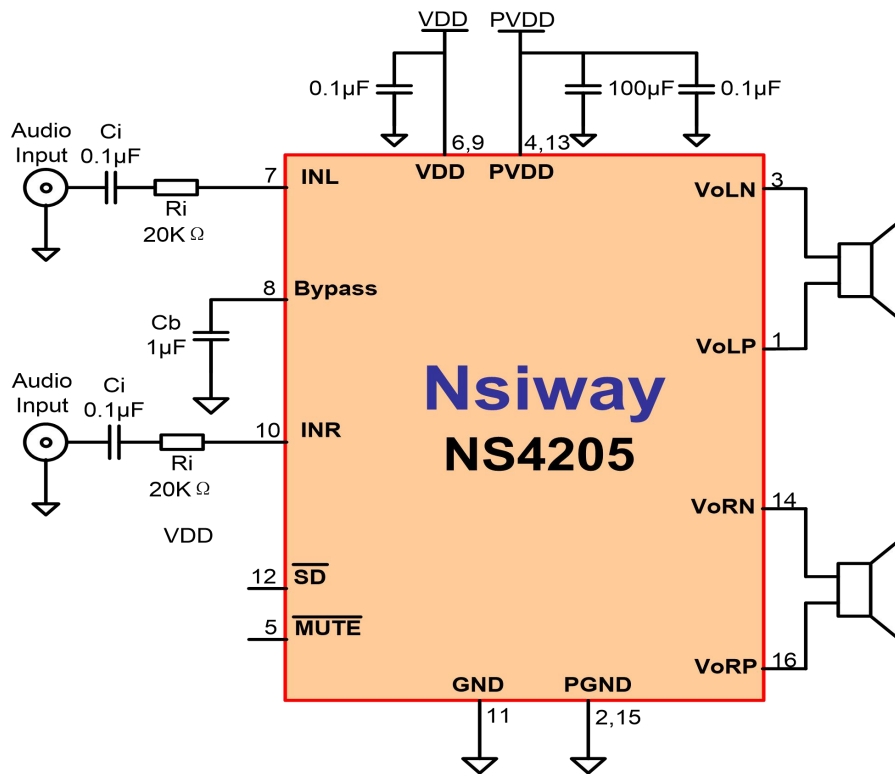 VDD PVDD
0.1µF 100µF 0.1µF
6,9 4,13
VDD PVDD
Audio
Input
Ci
0.1µF
Ri
20KΩ
7 INL
8 Bypass
Cb
1µF
Audio
Input
Ci
0.1µF
Ri
20KΩ
10 INR
VDD
12 SD
5 MUTE
Nsiway
NS4205
VoLN 3
VoLP 1
VoRN 14
VoRP 16
GND PGND
11 2,15